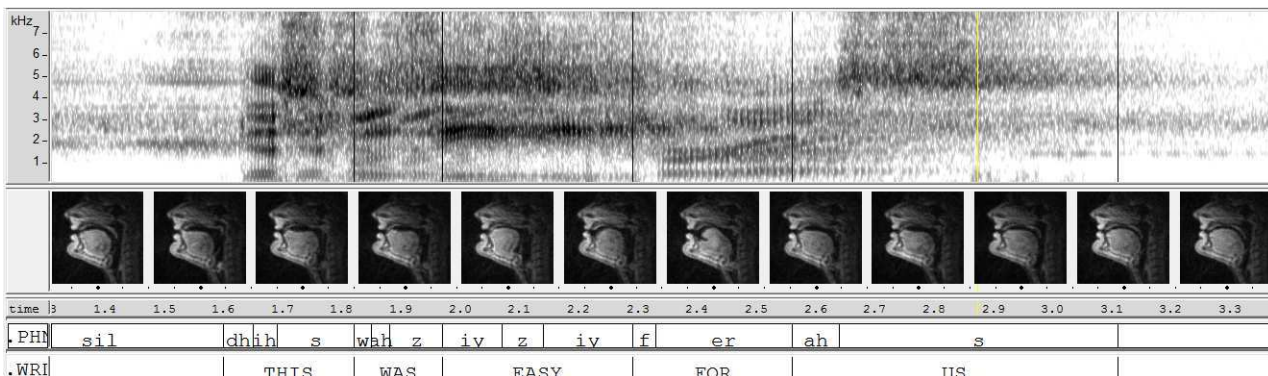 kHz
7
6
5
4
3
2
1
time 3 1.4 1.5 1.6 1.7 1.8 1.9 2.0 2.1 2.2 2.3 2.4 2.5 2.6 2.7 2.8 2.9 3.0 3.1 3.2 3.3
.PHN sil dh ih s w ah z iy z iy f er ah s
.WRD THIS WAS EASY FOR US